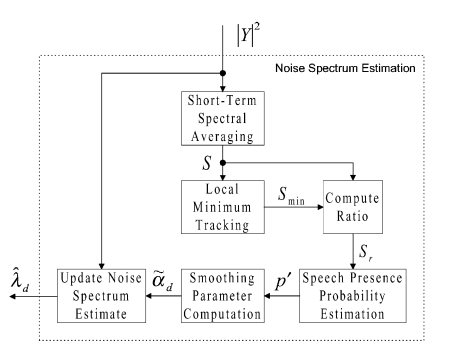 |Y|²
Noise Spectrum Estimation
Short-Term
Spectral
Averaging
S
Local
Minimum
Tracking
S_min
Compute
Ratio
S_r
λ̂_d
Update Noise
Spectrum
Estimate
α̃_d
Smoothing
Parameter
Computation
p′
Speech Presence
Probability
Estimation